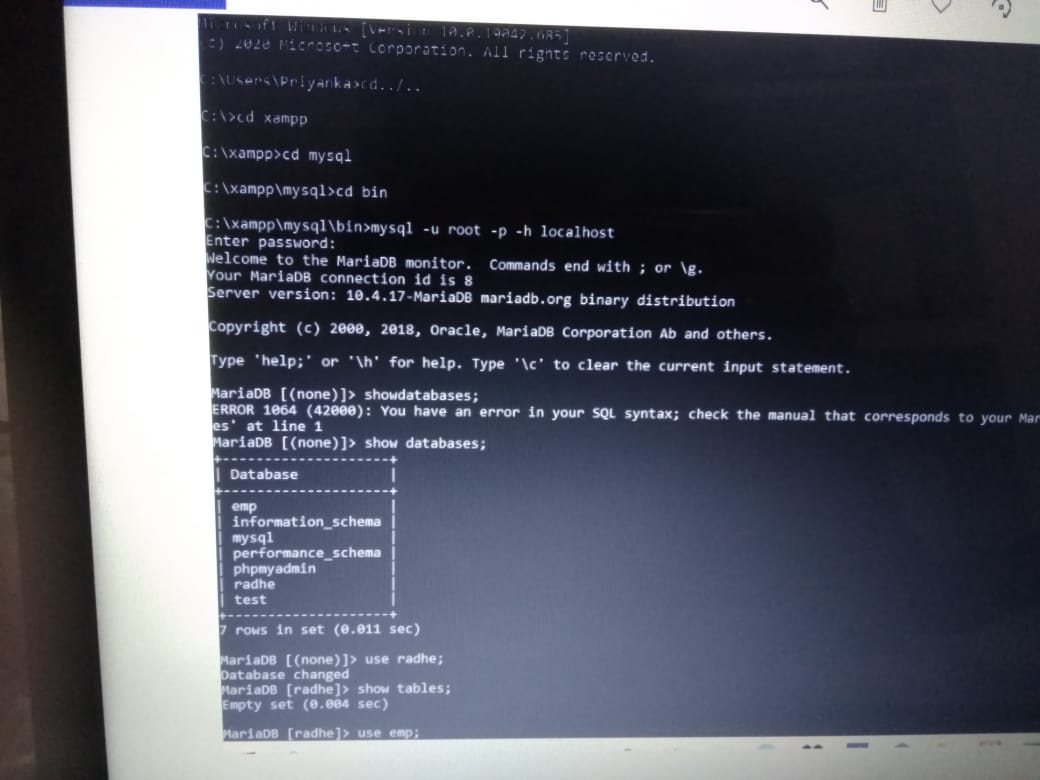 Microsoft Windows [Version 10.0.19042.685]
c) 2020 Microsoft Corporation. All rights reserved.
C:\Users\Priyanka>cd../..
C:\>cd xampp
C:\xampp>cd mysql
C:\xampp\mysql>cd bin
C:\xampp\mysql\bin>mysql -u root -p -h localhost
Enter password:
Welcome to the MariaDB monitor.  Commands end with ; or \g.
Your MariaDB connection id is 8
Server version: 10.4.17-MariaDB mariadb.org binary distribution
Copyright (c) 2000, 2018, Oracle, MariaDB Corporation Ab and others.
Type 'help;' or '\h' for help. Type '\c' to clear the current input statement.
MariaDB [(none)]> showdatabases;
ERROR 1064 (42000): You have an error in your SQL syntax; check the manual that corresponds to your Mar
es' at line 1
MariaDB [(none)]> show databases;
+--------------------+
| Database           |
+--------------------+
| emp                |
| information_schema |
| mysql              |
| performance_schema |
| phpmyadmin         |
| radhe              |
| test               |
+--------------------+
7 rows in set (0.011 sec)
MariaDB [(none)]> use radhe;
Database changed
MariaDB [radhe]> show tables;
Empty set (0.004 sec)
MariaDB [radhe]> use emp;